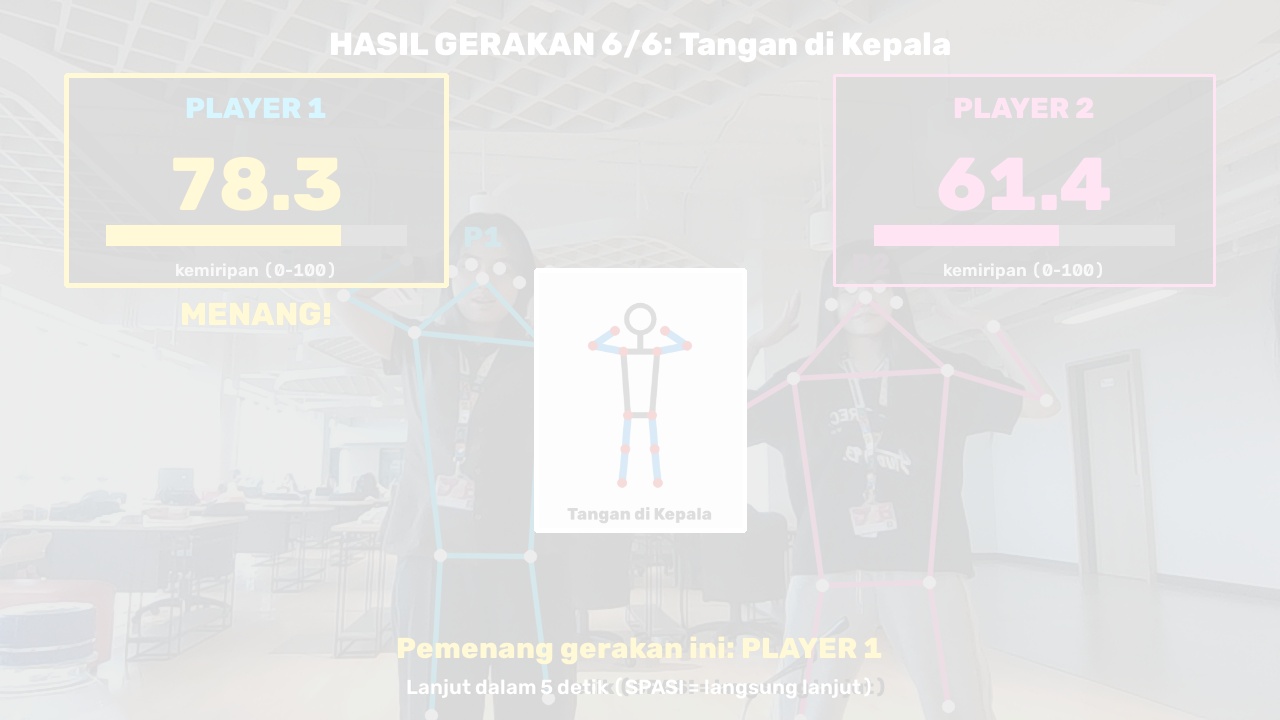 HASIL GERAKAN 6/6: Tangan di Kepala
PLAYER 1
78.3
kemiripan (0-100)
MENANG!
PLAYER 2
61.4
kemiripan (0-100)
P1
Tangan di Kepala
Pemenang gerakan ini: PLAYER 1
Lanjut dalam 5 detik (SPASI = langsung lanjut)